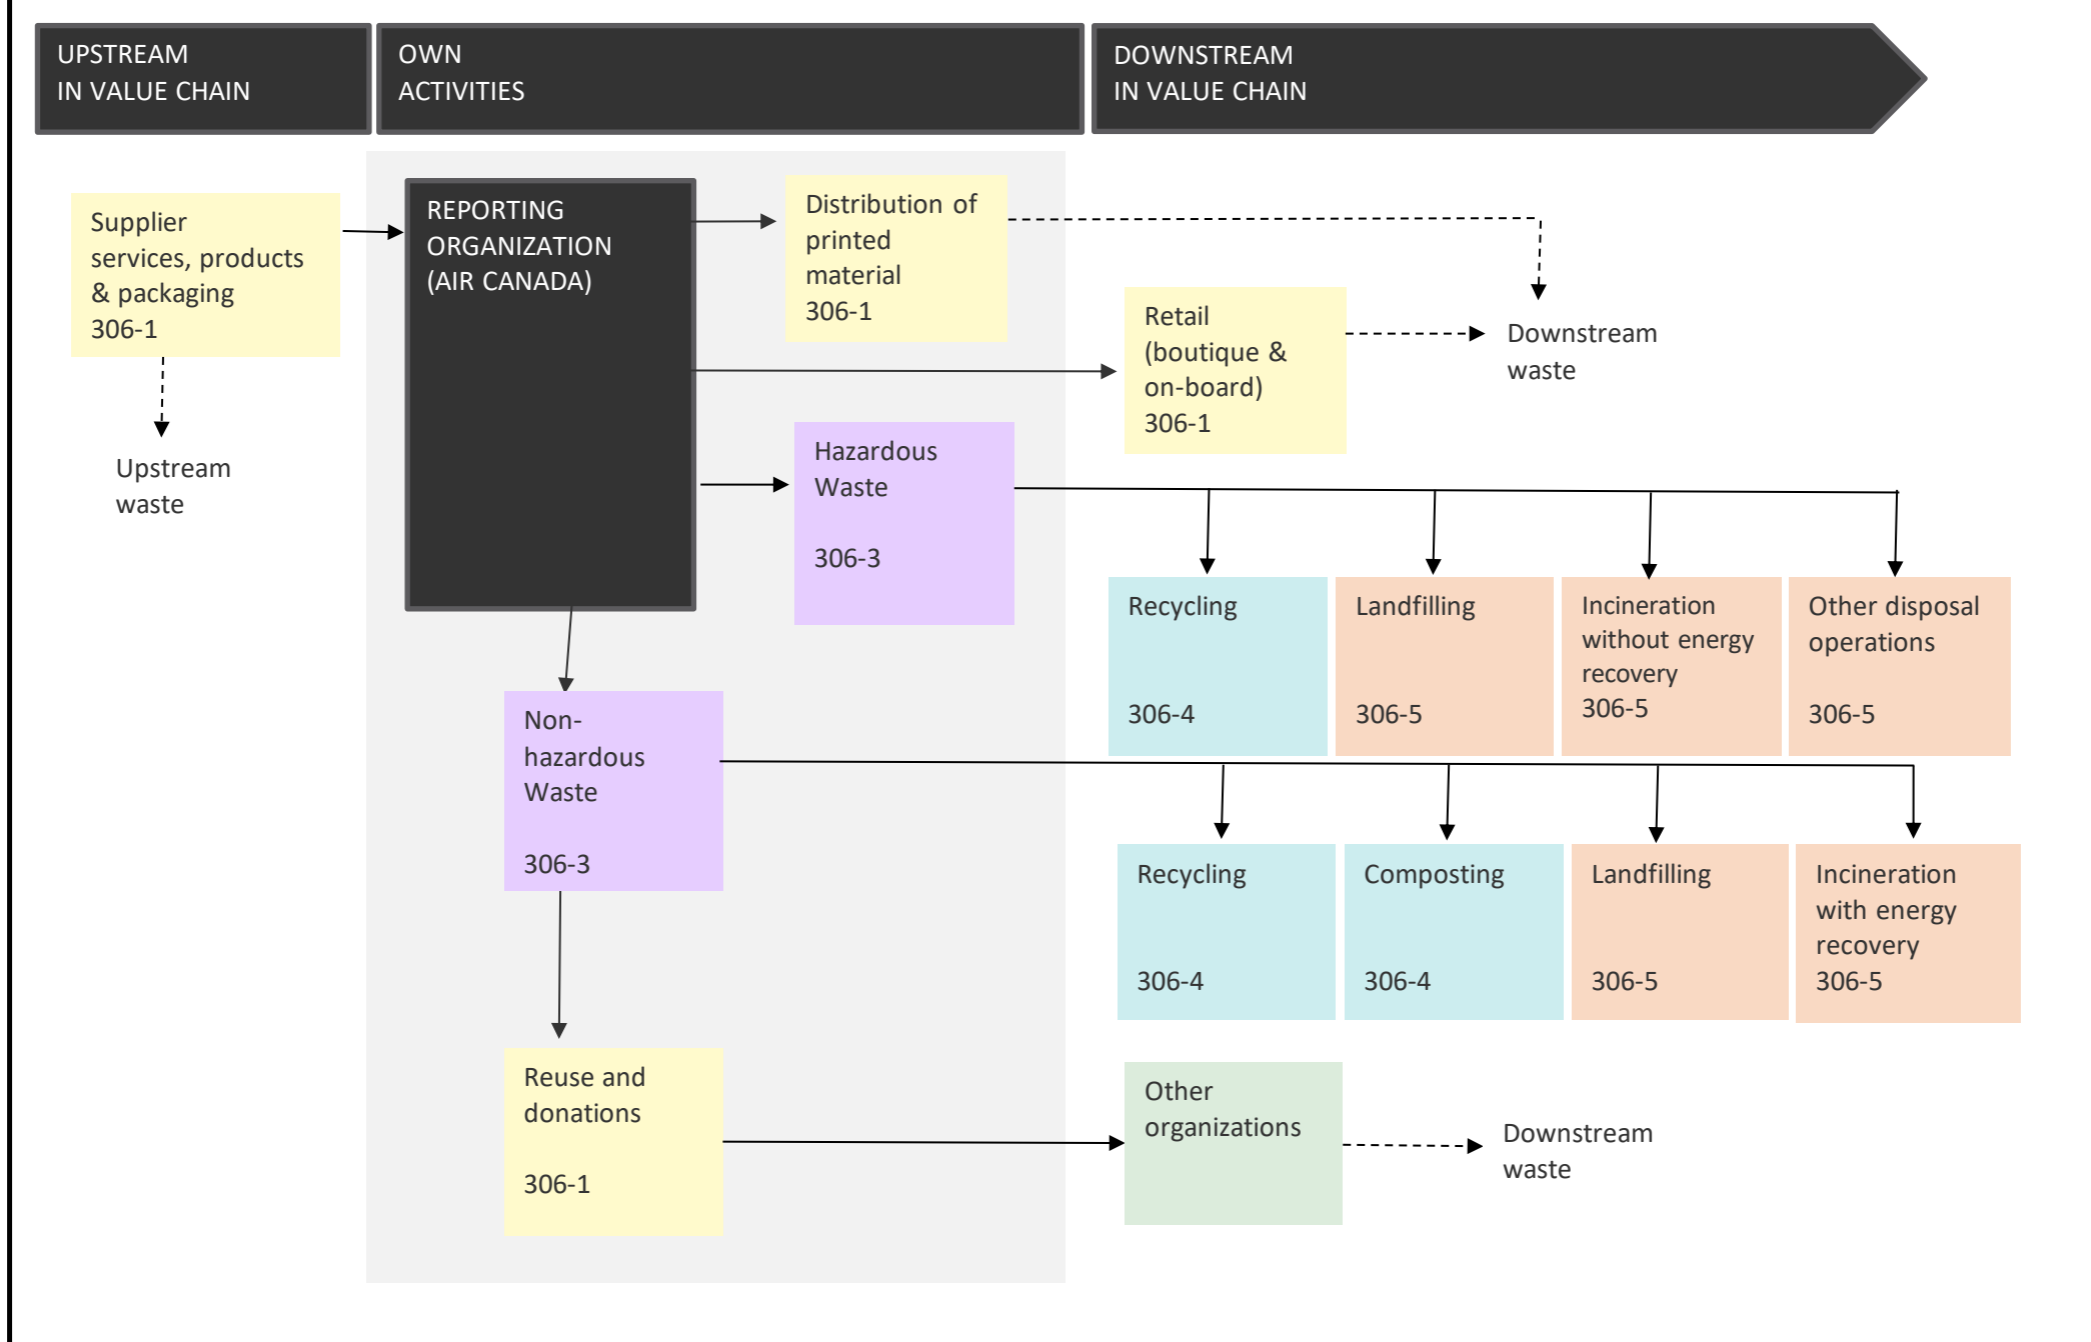 UPSTREAM
IN VALUE CHAIN
OWN
ACTIVITIES
DOWNSTREAM
IN VALUE CHAIN
Supplier
services, products
& packaging
306-1
Upstream
waste
REPORTING
ORGANIZATION
(AIR CANADA)
Distribution of
printed
material
306-1
Retail
(boutique &
on-board)
306-1
Downstream
waste
Hazardous
Waste
306-3
Recycling
306-4
Landfilling
306-5
Incineration
without energy
recovery
306-5
Other disposal
operations
306-5
Non-
hazardous
Waste
306-3
Recycling
306-4
Composting
306-4
Landfilling
306-5
Incineration
with energy
recovery
306-5
Reuse and
donations
306-1
Other
organizations
Downstream
waste